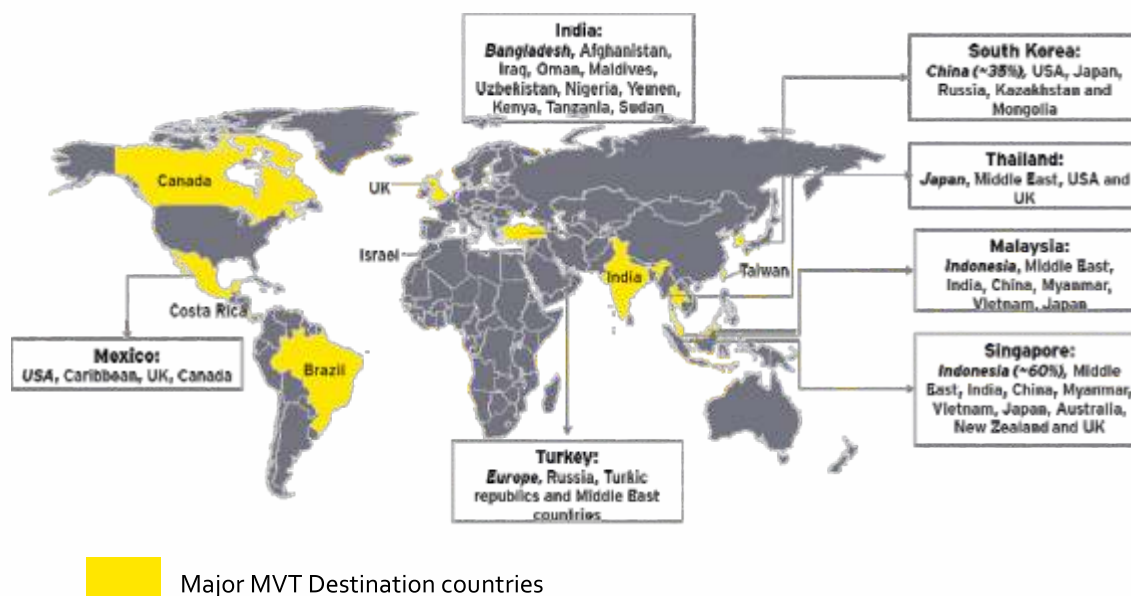 India:
Bangladesh, Afghanistan,
Iraq, Oman, Maldives,
Uzbekistan, Nigeria, Yemen,
Kenya, Tanzania, Sudan
South Korea:
China (~35%), USA, Japan,
Russia, Kazakhstan and
Mongolia
Thailand:
Japan, Middle East, USA and
UK
Malaysia:
Indonesia, Middle East,
India, China, Myanmar,
Vietnam, Japan
Singapore:
Indonesia (~60%), Middle
East, India, China, Myanmar,
Vietnam, Japan, Australia,
New Zealand and UK
Canada
UK
Israel
India
Taiwan
Costa Rica
Brazil
Mexico:
USA, Caribbean, UK, Canada
Turkey:
Europe, Russia, Turkic
republics and Middle East
countries
Major MVT Destination countries